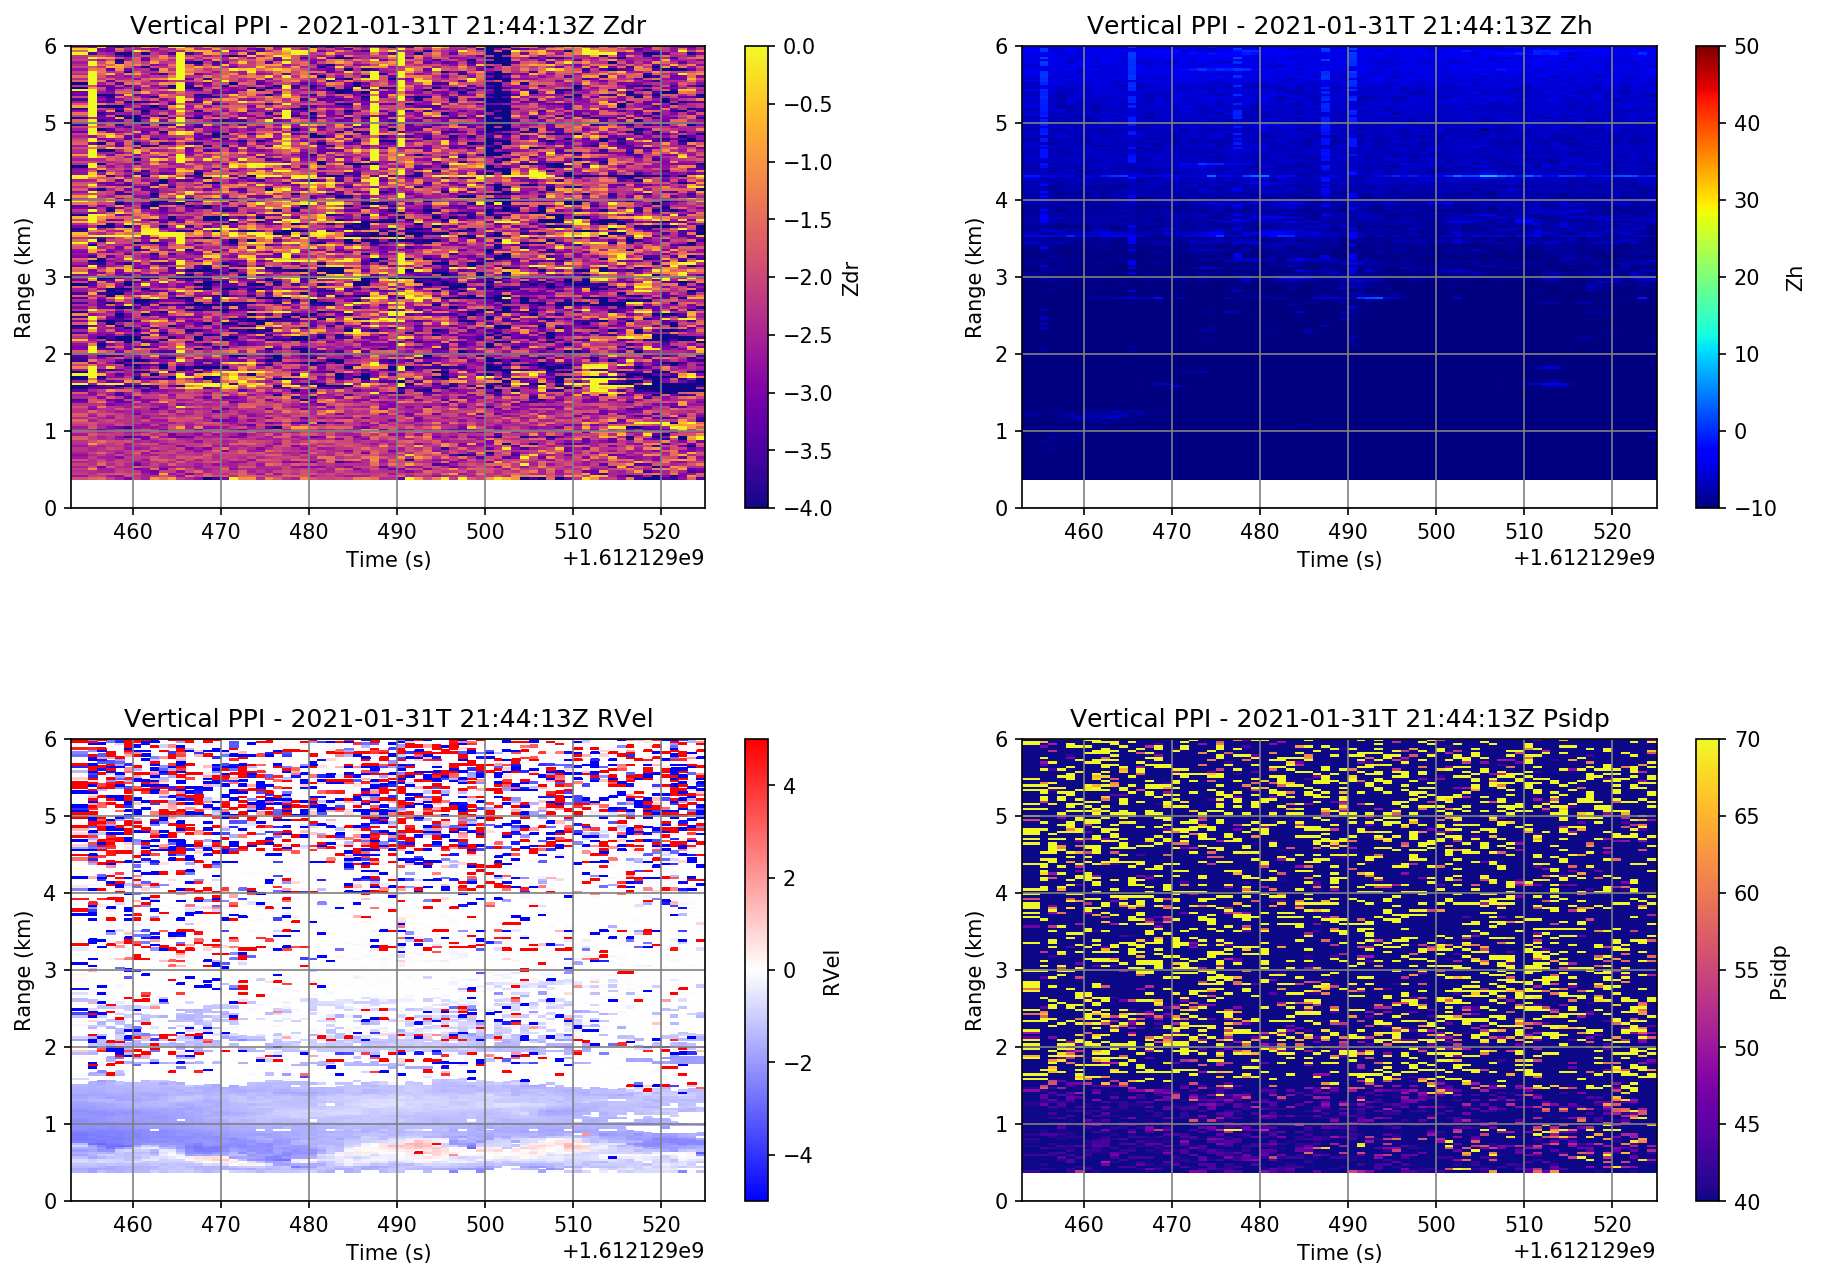 Vertical PPI - 2021-01-31T 21:44:13Z Zdr
6
5
4
3
2
1
0
Range (km)
460 470 480 490 500 510 520
Time (s)
+1.612129e9
0.0
−0.5
−1.0
−1.5
−2.0
−2.5
−3.0
−3.5
−4.0
Zdr
Vertical PPI - 2021-01-31T 21:44:13Z Zh
6
5
4
3
2
1
0
Range (km)
460 470 480 490 500 510 520
Time (s)
+1.612129e9
50
40
30
20
10
0
−10
Zh
Vertical PPI - 2021-01-31T 21:44:13Z RVel
6
5
4
3
2
1
0
Range (km)
460 470 480 490 500 510 520
Time (s)
+1.612129e9
4
2
0
−2
−4
RVel
Vertical PPI - 2021-01-31T 21:44:13Z Psidp
6
5
4
3
2
1
0
Range (km)
460 470 480 490 500 510 520
Time (s)
+1.612129e9
70
65
60
55
50
45
40
Psidp